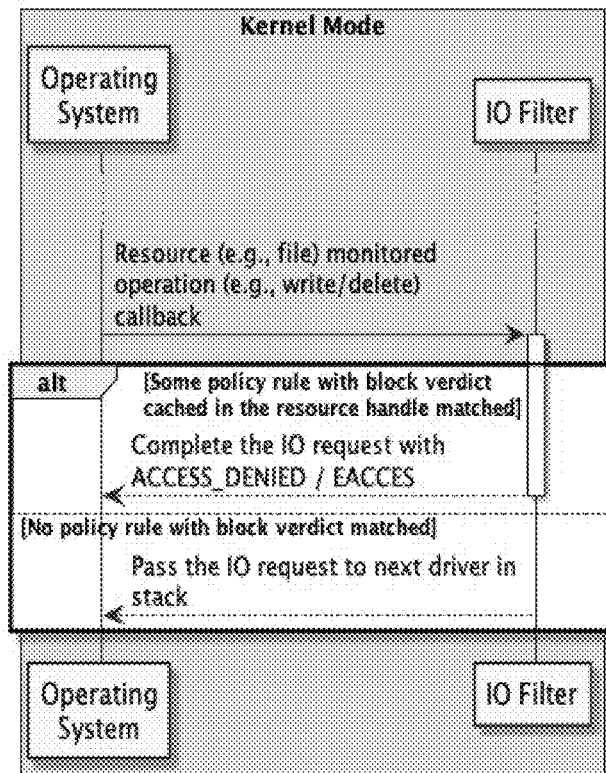 Kernel Mode
Operating
System
IO Filter
Resource (e.g., file) monitored
operation (e.g., write/delete)
callback
alt
[Some policy rule with block verdict
cached in the resource handle matched]
Complete the IO request with
ACCESS_DENIED / EACCES
[No policy rule with block verdict matched]
Pass the IO request to next driver in
stack
Operating
System
IO Filter